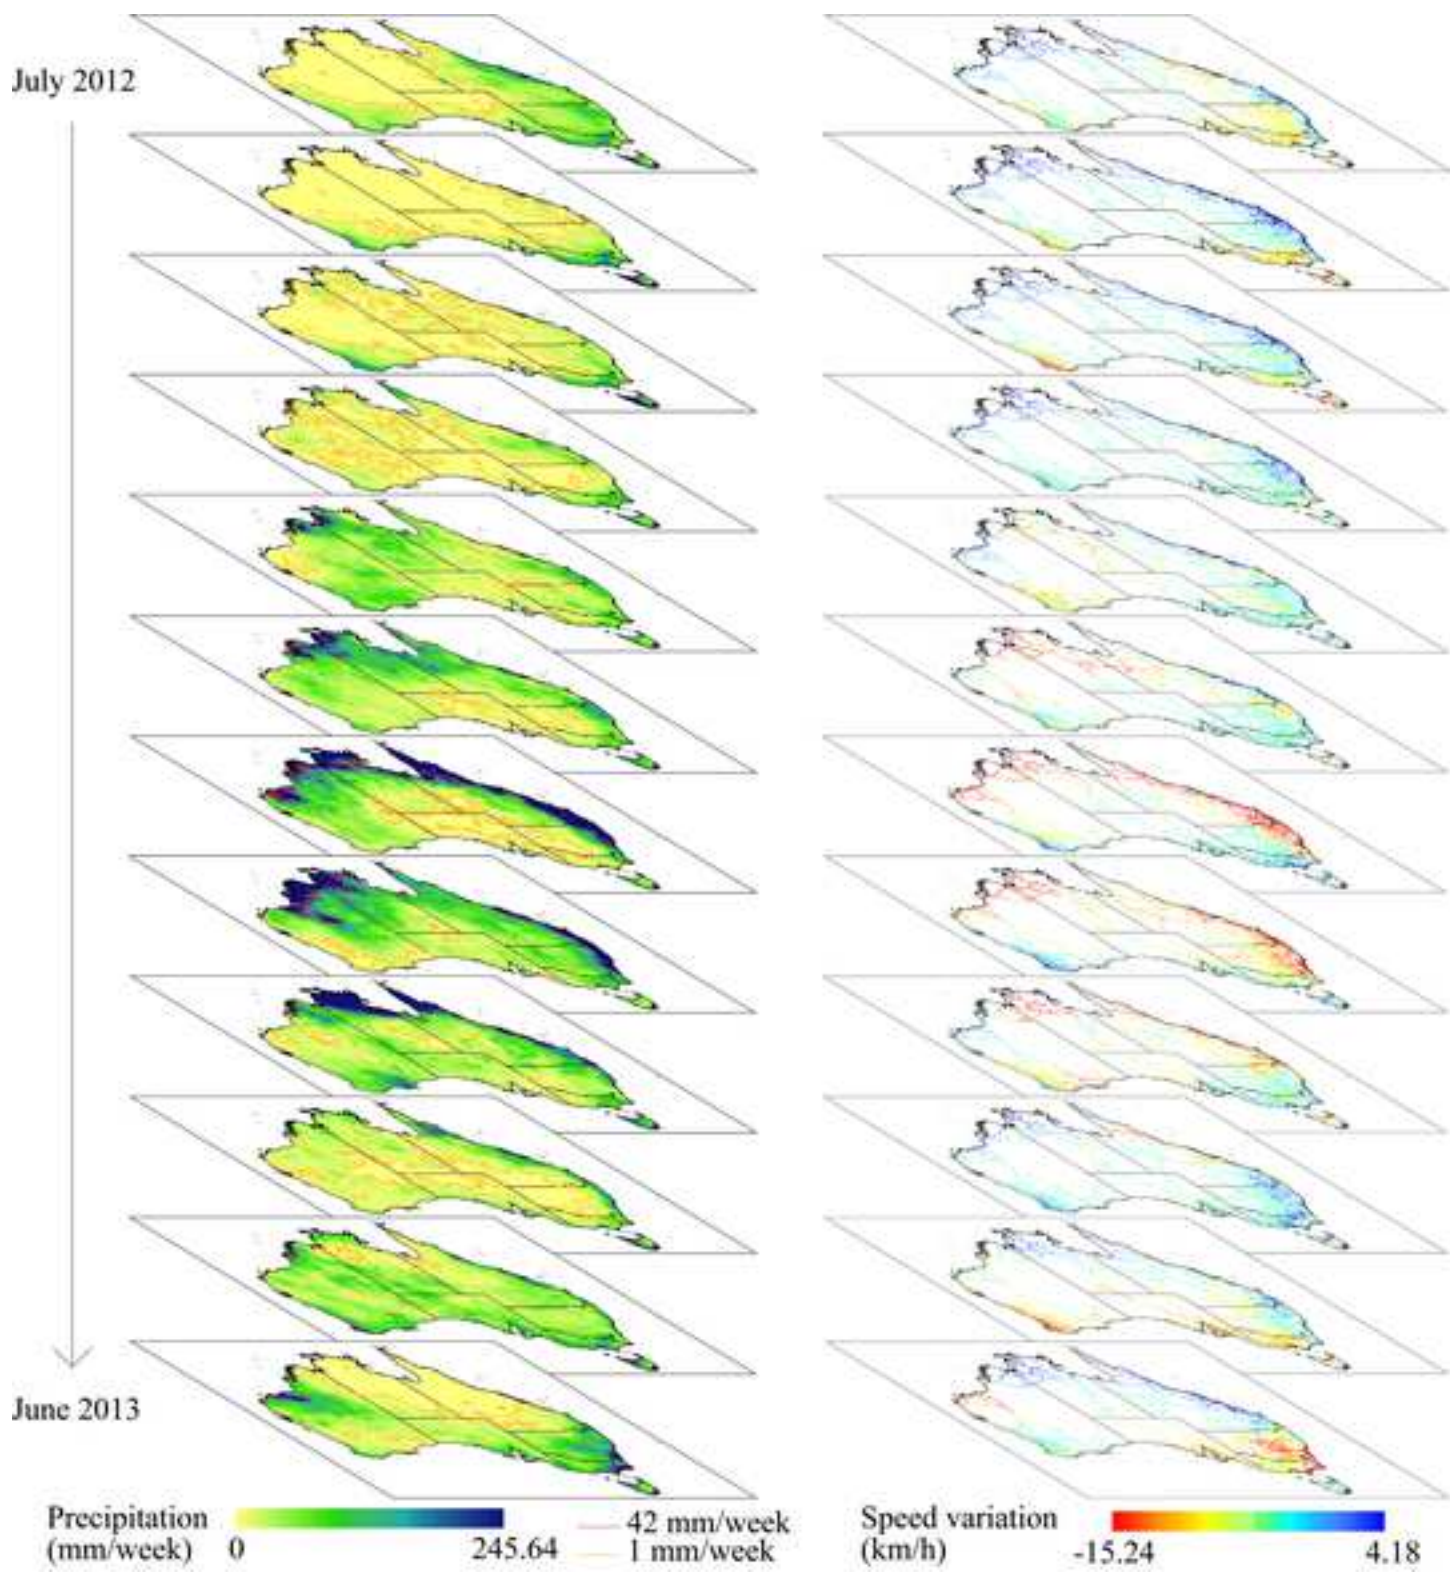 July 2012
June 2013
Precipitation
(mm/week)
0
245.64
42 mm/week
1 mm/week
Speed variation
(km/h)
-15.24
4.18